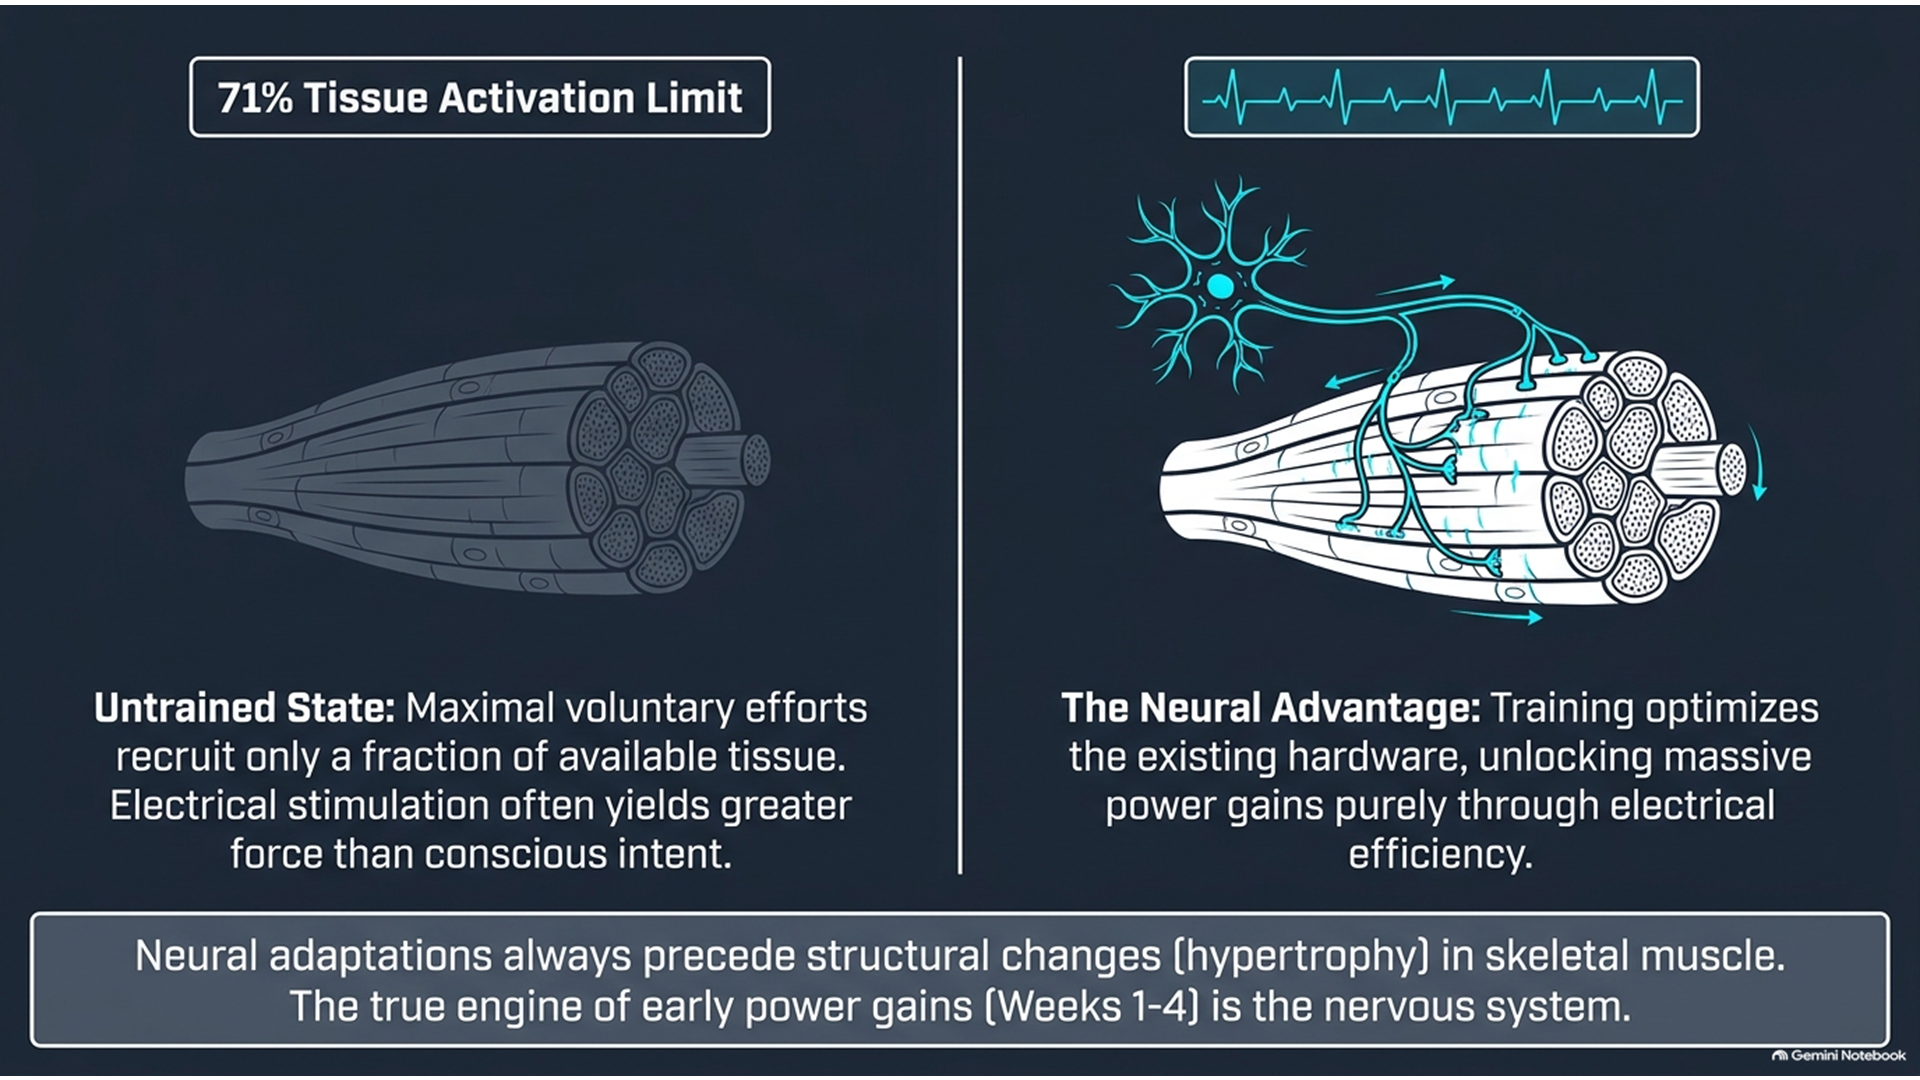 71% Tissue Activation Limit
Untrained State: Maximal voluntary efforts
recruit only a fraction of available tissue.
Electrical stimulation often yields greater
force than conscious intent.
The Neural Advantage: Training optimizes
the existing hardware, unlocking massive
power gains purely through electrical
efficiency.
Neural adaptations always precede structural changes (hypertrophy) in skeletal muscle.
The true engine of early power gains (Weeks 1-4) is the nervous system.
Gemini Notebook